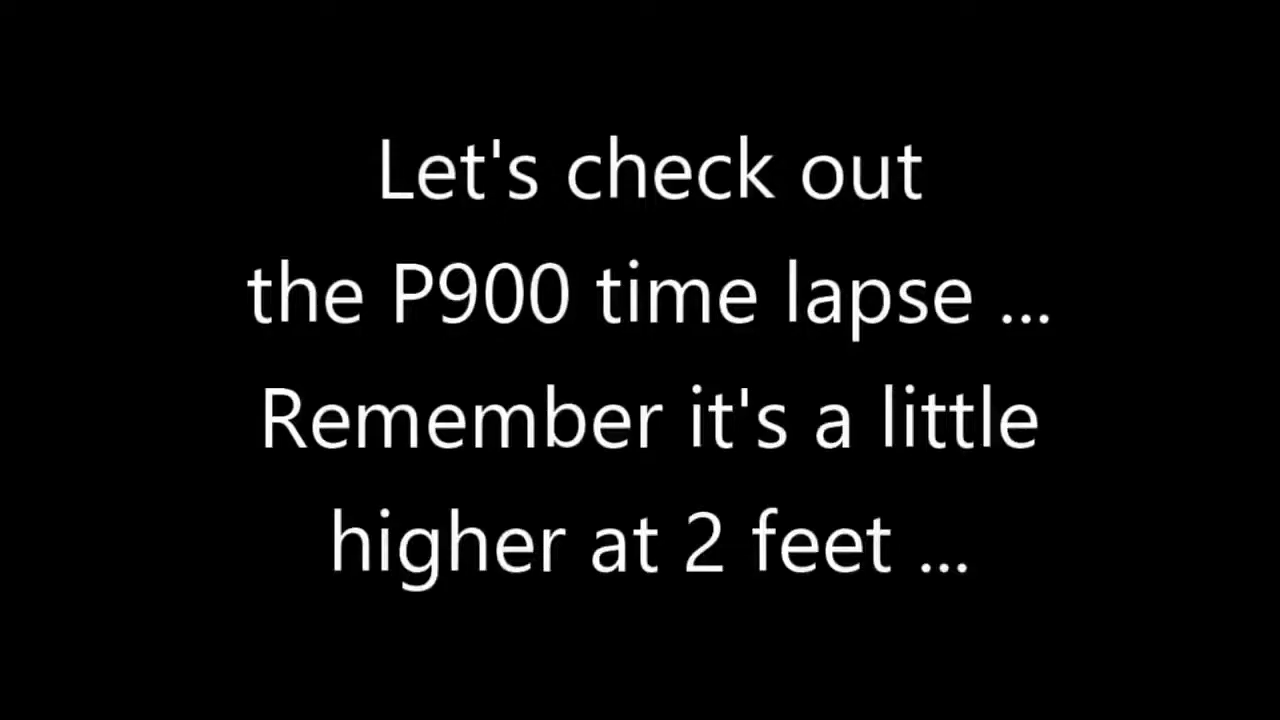 Let's check out
the P900 time lapse ...
Remember it's a little
higher at 2 feet ...